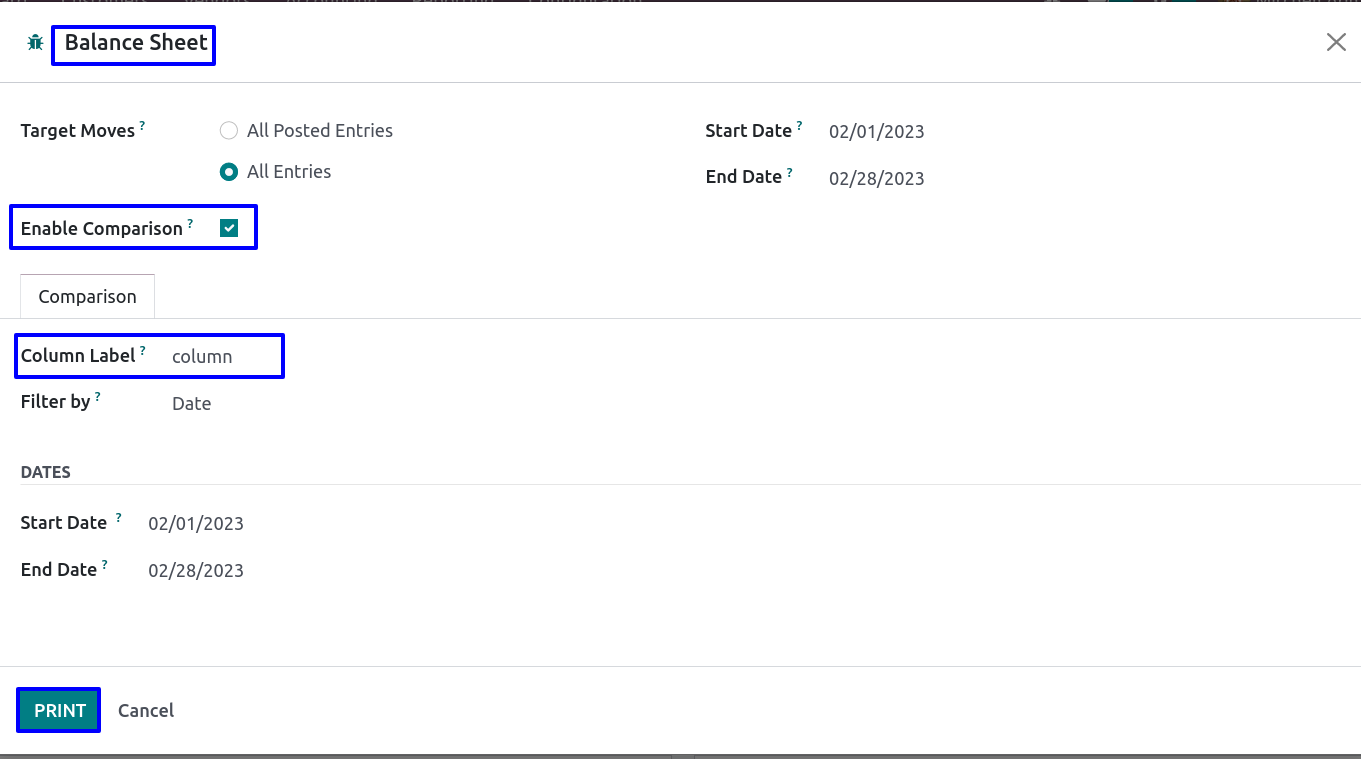 Balance Sheet
Target Moves ?
All Posted Entries
All Entries
Start Date ? 02/01/2023
End Date ? 02/28/2023
Enable Comparison ?
Comparison
Column Label ? column
Filter by ? Date
DATES
Start Date ? 02/01/2023
End Date ? 02/28/2023
PRINT Cancel